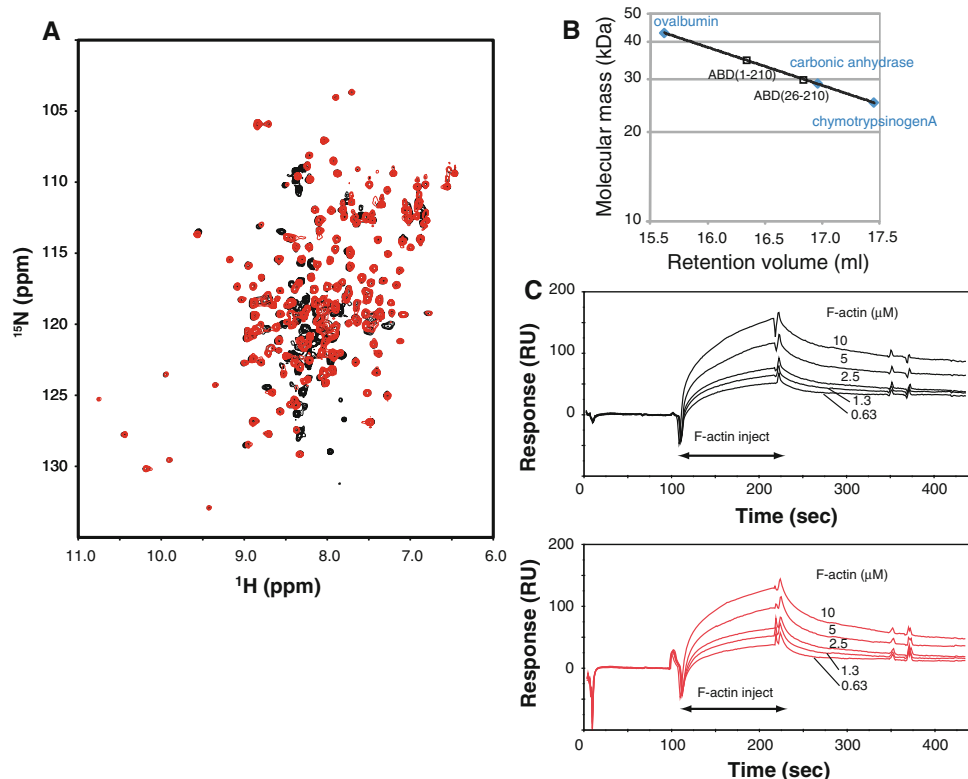 A
105
110
115
120
125
130
15N (ppm)
11.0 10.0 9.0 8.0 7.0 6.0
1H (ppm)
B
50
40
30
20
10
Molecular mass (kDa)
ovalbumin
carbonic anhydrase
ABD(1-210)
ABD(26-210)
chymotrypsinogenA
15.5 16.0 16.5 17.0 17.5
Retention volume (ml)
C
200
100
0
Response (RU)
F-actin (μM)
10
5
2.5
1.3
0.63
F-actin inject
0 100 200 300 400
Time (sec)
200
100
0
Response (RU)
F-actin (μM)
10
5
2.5
1.3
0.63
F-actin inject
0 100 200 300 400
Time (sec)